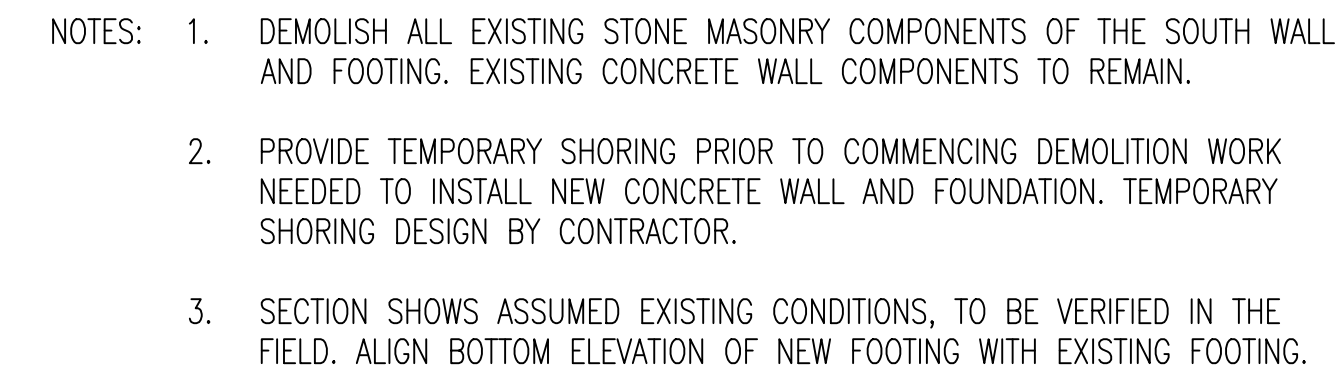 NOTES: 1. DEMOLISH ALL EXISTING STONE MASONRY COMPONENTS OF THE SOUTH WALL
AND FOOTING. EXISTING CONCRETE WALL COMPONENTS TO REMAIN.
2. PROVIDE TEMPORARY SHORING PRIOR TO COMMENCING DEMOLITION WORK
NEEDED TO INSTALL NEW CONCRETE WALL AND FOUNDATION. TEMPORARY
SHORING DESIGN BY CONTRACTOR.
3. SECTION SHOWS ASSUMED EXISTING CONDITIONS, TO BE VERIFIED IN THE
FIELD. ALIGN BOTTOM ELEVATION OF NEW FOOTING WITH EXISTING FOOTING.